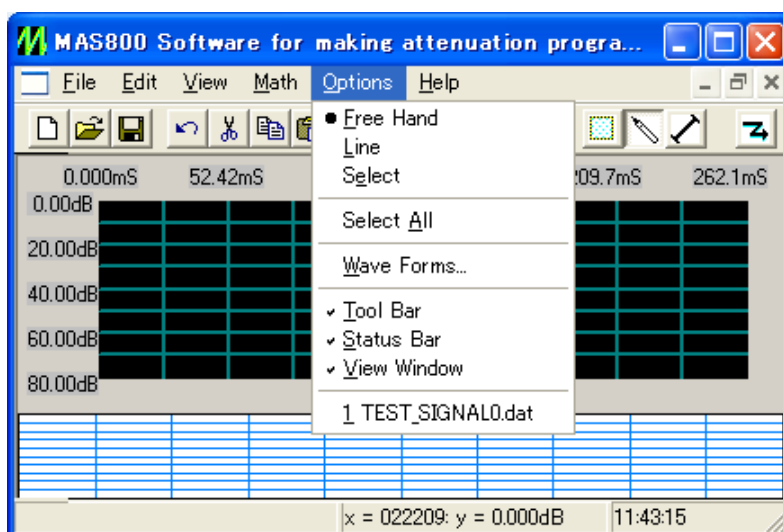 MAS800 Software for making attenuation progra...
File Edit View Math Options Help
Free Hand
Line
Select
Select All
Wave Forms...
Tool Bar
Status Bar
View Window
1 TEST_SIGNAL0.dat
0.000mS 52.42mS 209.7mS 262.1mS
0.00dB
20.00dB
40.00dB
60.00dB
80.00dB
x = 022209: y = 0.000dB 11:43:15